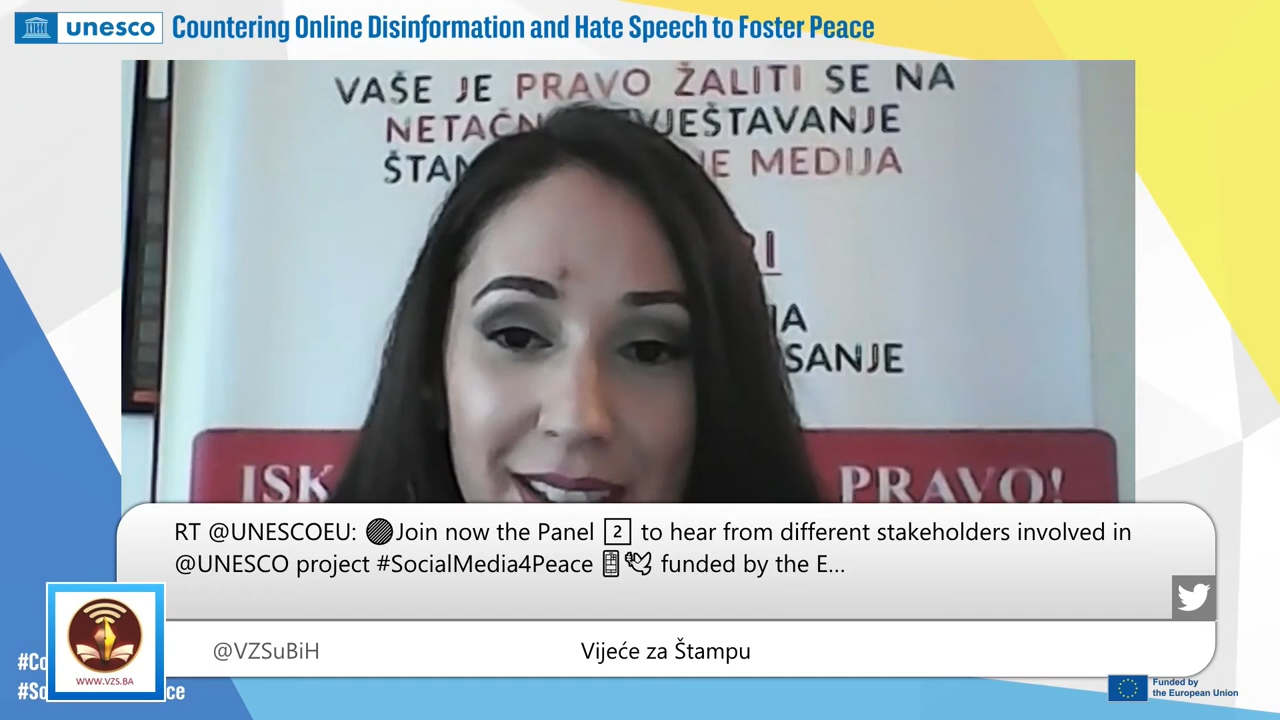 unesco
Countering Online Disinformation and Hate Speech to Foster Peace
VAŠE JE PRAVO ŽALITI SE NA
VJEŠTAVANJE
MEDIJA
SANJE
PRAVO!
RT @UNESCOEU: Join now the Panel 2 to hear from different stakeholders involved in
@UNESCO project #SocialMedia4Peace funded by the E...
@VZSuBiH Vijeće za Štampu
WWW.VZS.BA
Funded by
the European Union